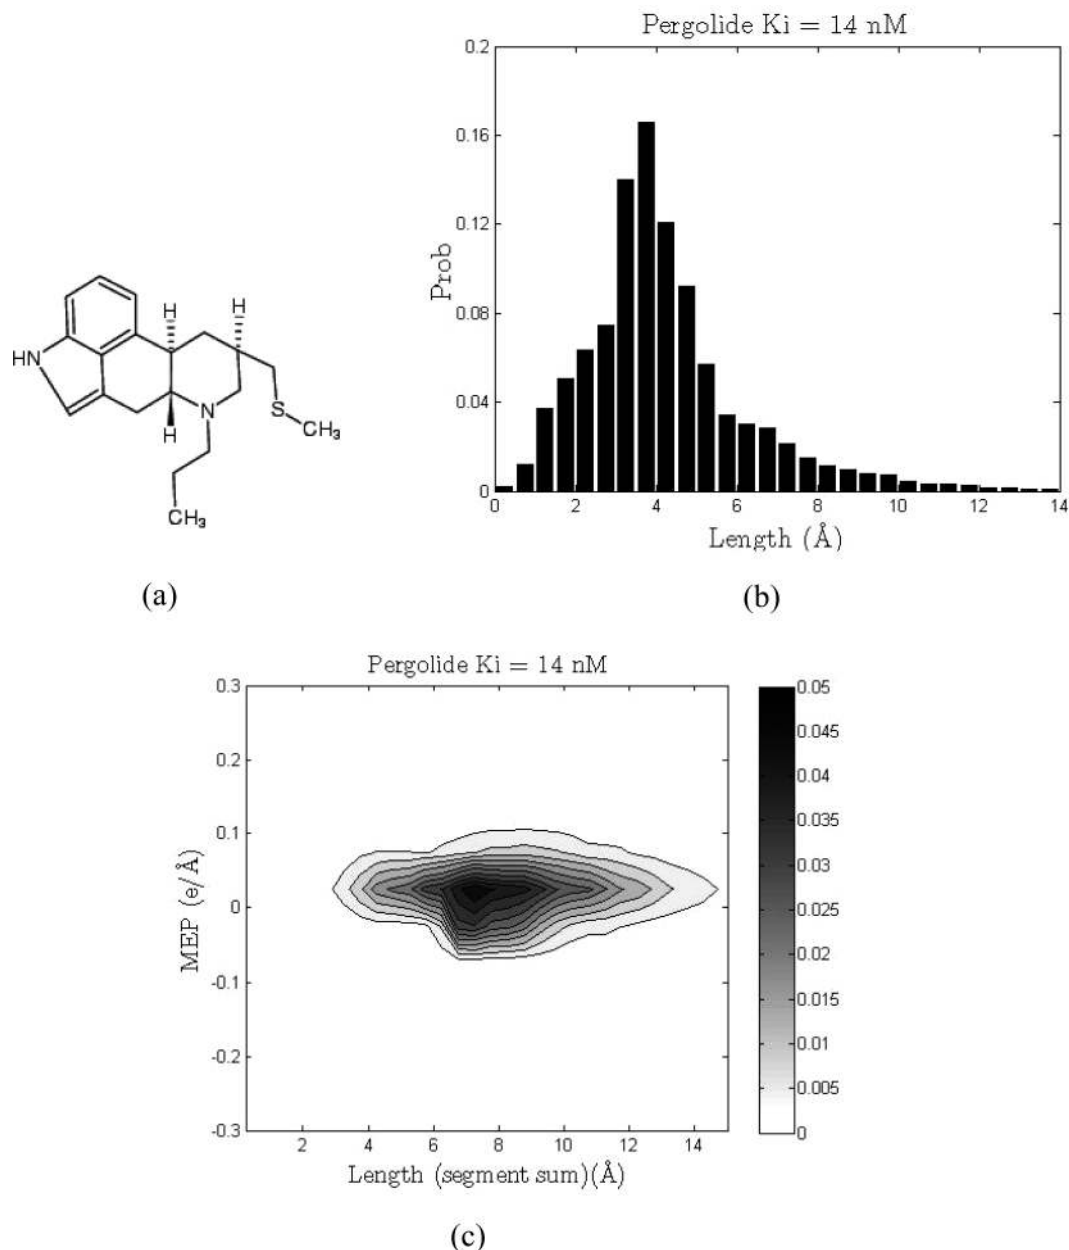 Pergolide Ki = 14 nM
0.2
0.16
0.12
0.08
0.04
0
Prob
0 2 4 6 8 10 12 14
Length (Å)
HN
H
H
H
N
S
CH₃
CH₃
(a)
(b)
Pergolide Ki = 14 nM
0.3
0.2
0.1
0
-0.1
-0.2
-0.3
MEP (e/Å)
2 4 6 8 10 12 14
Length (segment sum)(Å)
0.05
0.045
0.04
0.035
0.03
0.025
0.02
0.015
0.01
0.005
0
(c)